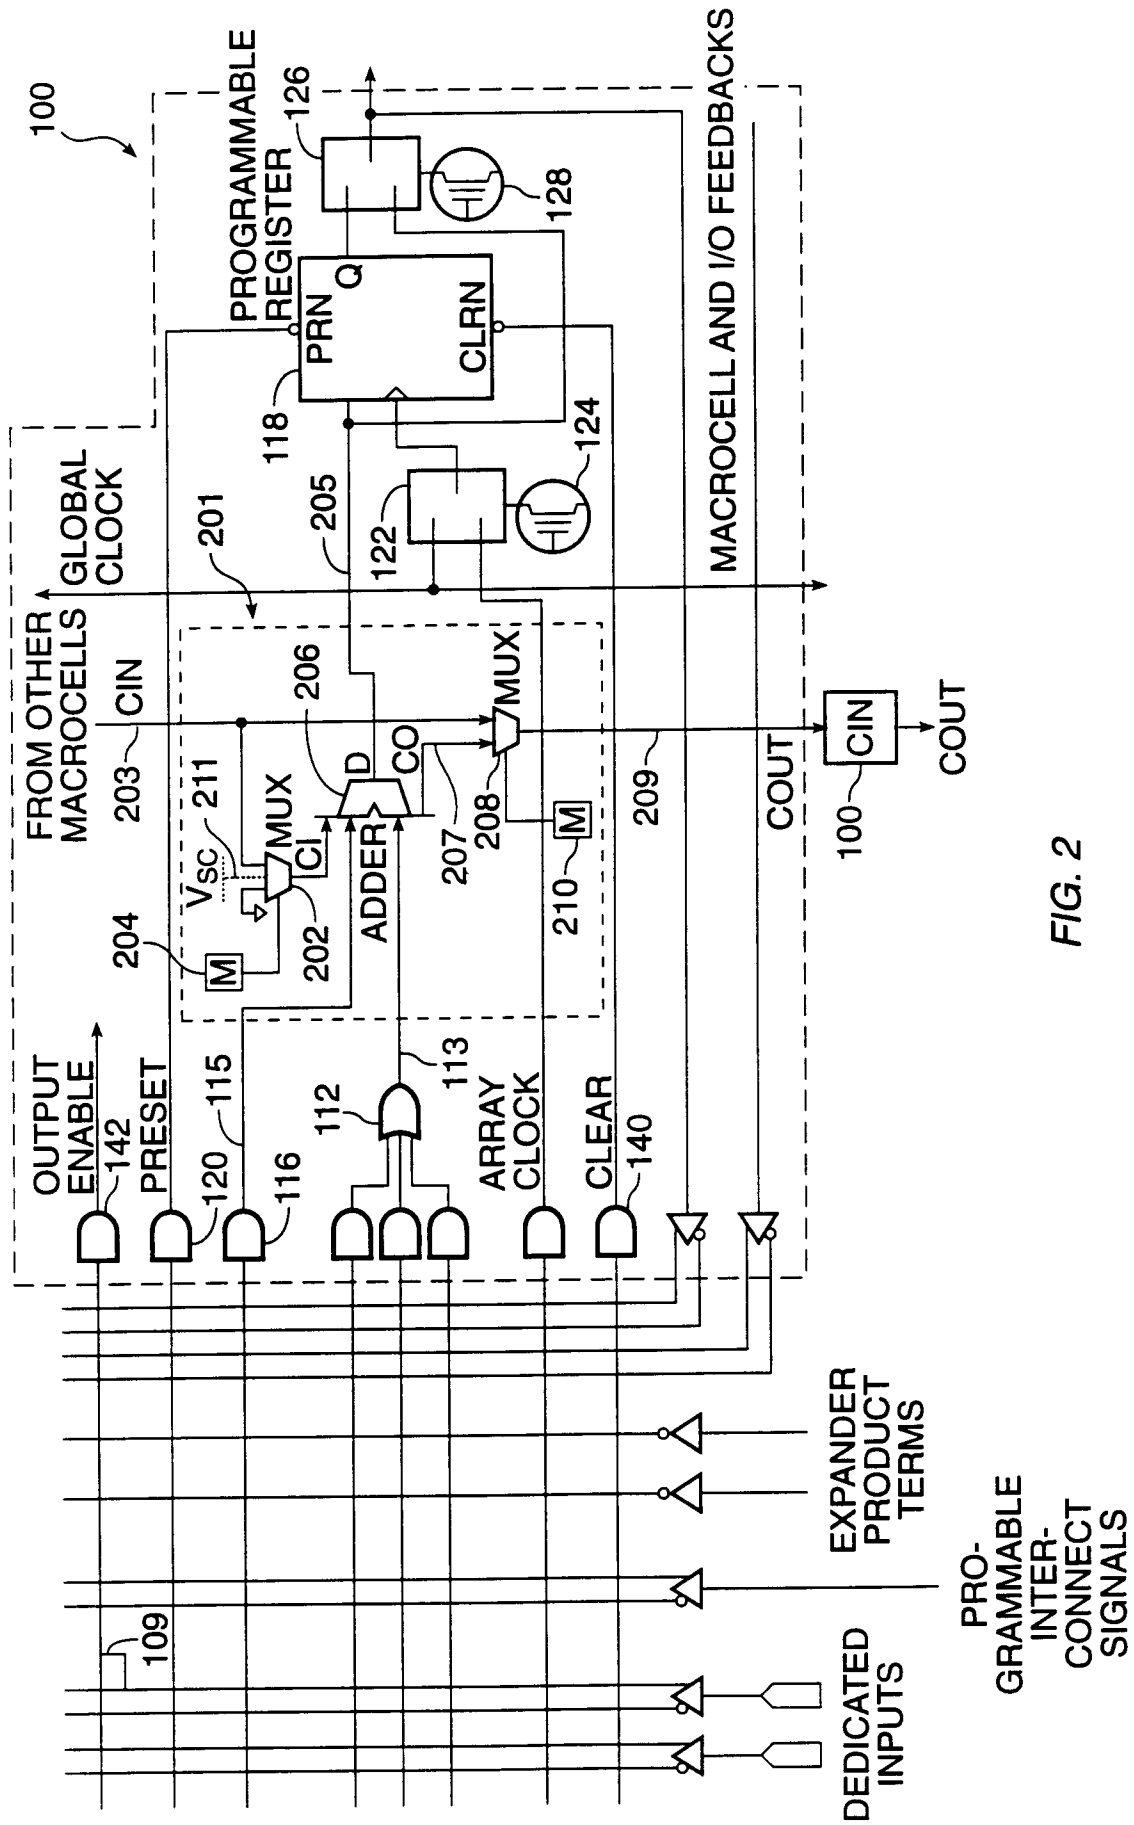 100
FROM OTHER
MACROCELLS
GLOBAL
CLOCK
PROGRAMMABLE
REGISTER
OUTPUT
ENABLE
142
PRESET
120
115
116
204
M
VSC
211
203
CIN
MUX
202
CI
ADDER
206
D
CO
201
205
118
PRN
Q
CLRN
126
128
122
124
112
113
207
208
MUX
210
M
209
ARRAY
CLOCK
CLEAR
140
COUT
100
CIN
COUT
MACROCELL AND I/O FEEDBACKS
109
DEDICATED
INPUTS
PRO-
GRAMMABLE
INTER-
CONNECT
SIGNALS
EXPANDER
PRODUCT
TERMS
FIG. 2